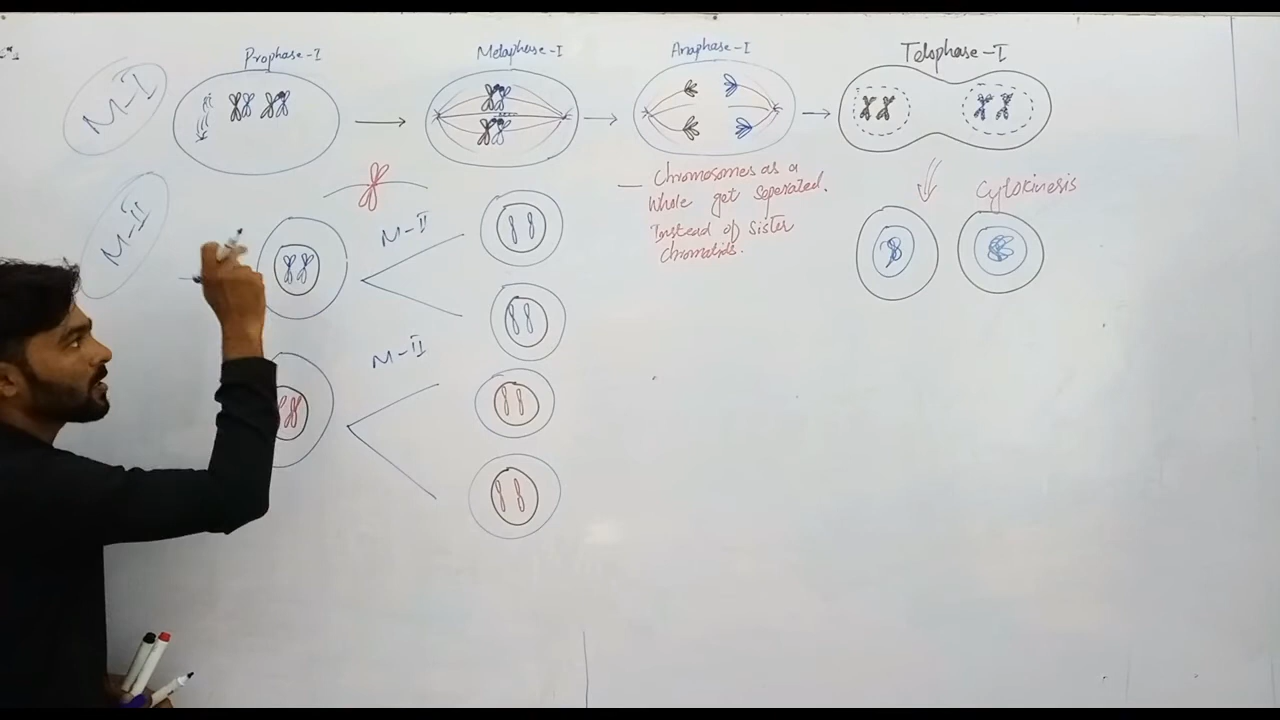 Prophase-I
Metaphase-I
Anaphase-I
Telophase-I
M-I
Chromosomes as a
Whole get seperated.
Instead of Sister
Chromatids.
Cytokinesis
M-II
M-II
M-II